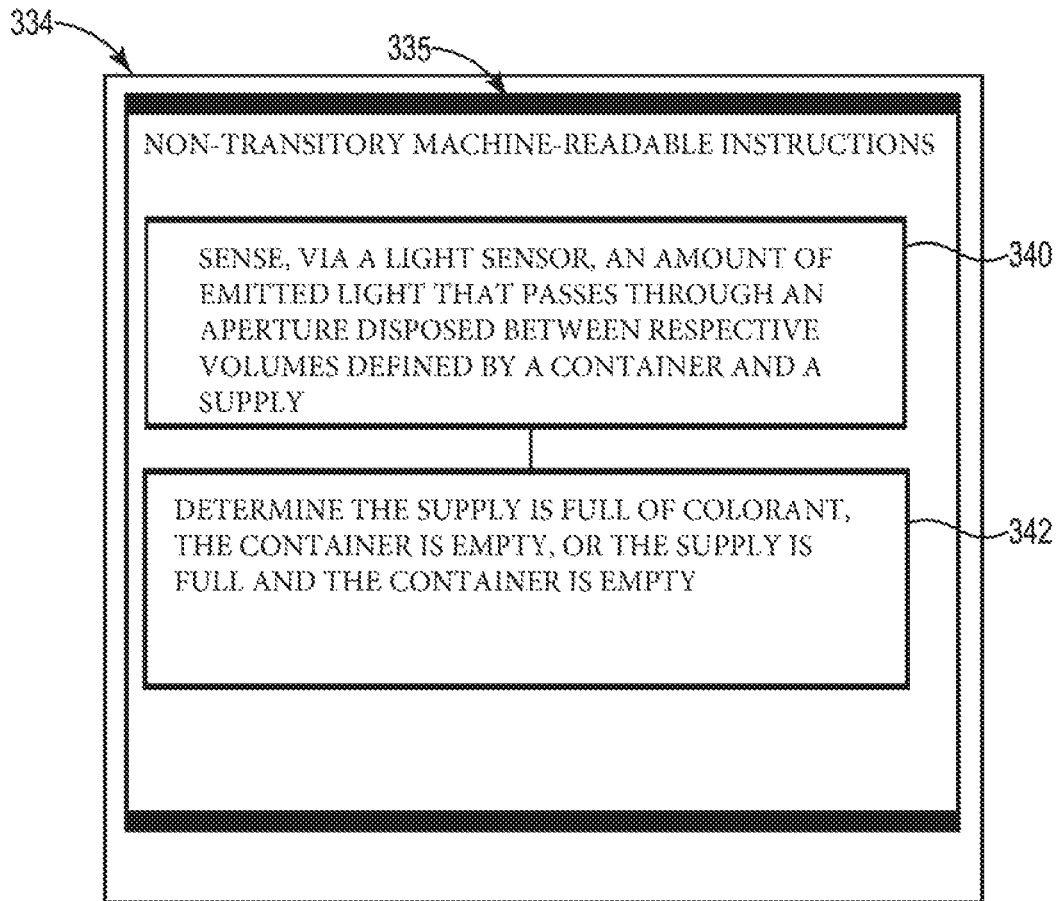 334
335
NON-TRANSITORY MACHINE-READABLE INSTRUCTIONS
SENSE, VIA A LIGHT SENSOR, AN AMOUNT OF
EMITTED LIGHT THAT PASSES THROUGH AN
APERTURE DISPOSED BETWEEN RESPECTIVE
VOLUMES DEFINED BY A CONTAINER AND A
SUPPLY
340
DETERMINE THE SUPPLY IS FULL OF COLORANT,
THE CONTAINER IS EMPTY, OR THE SUPPLY IS
FULL AND THE CONTAINER IS EMPTY
342